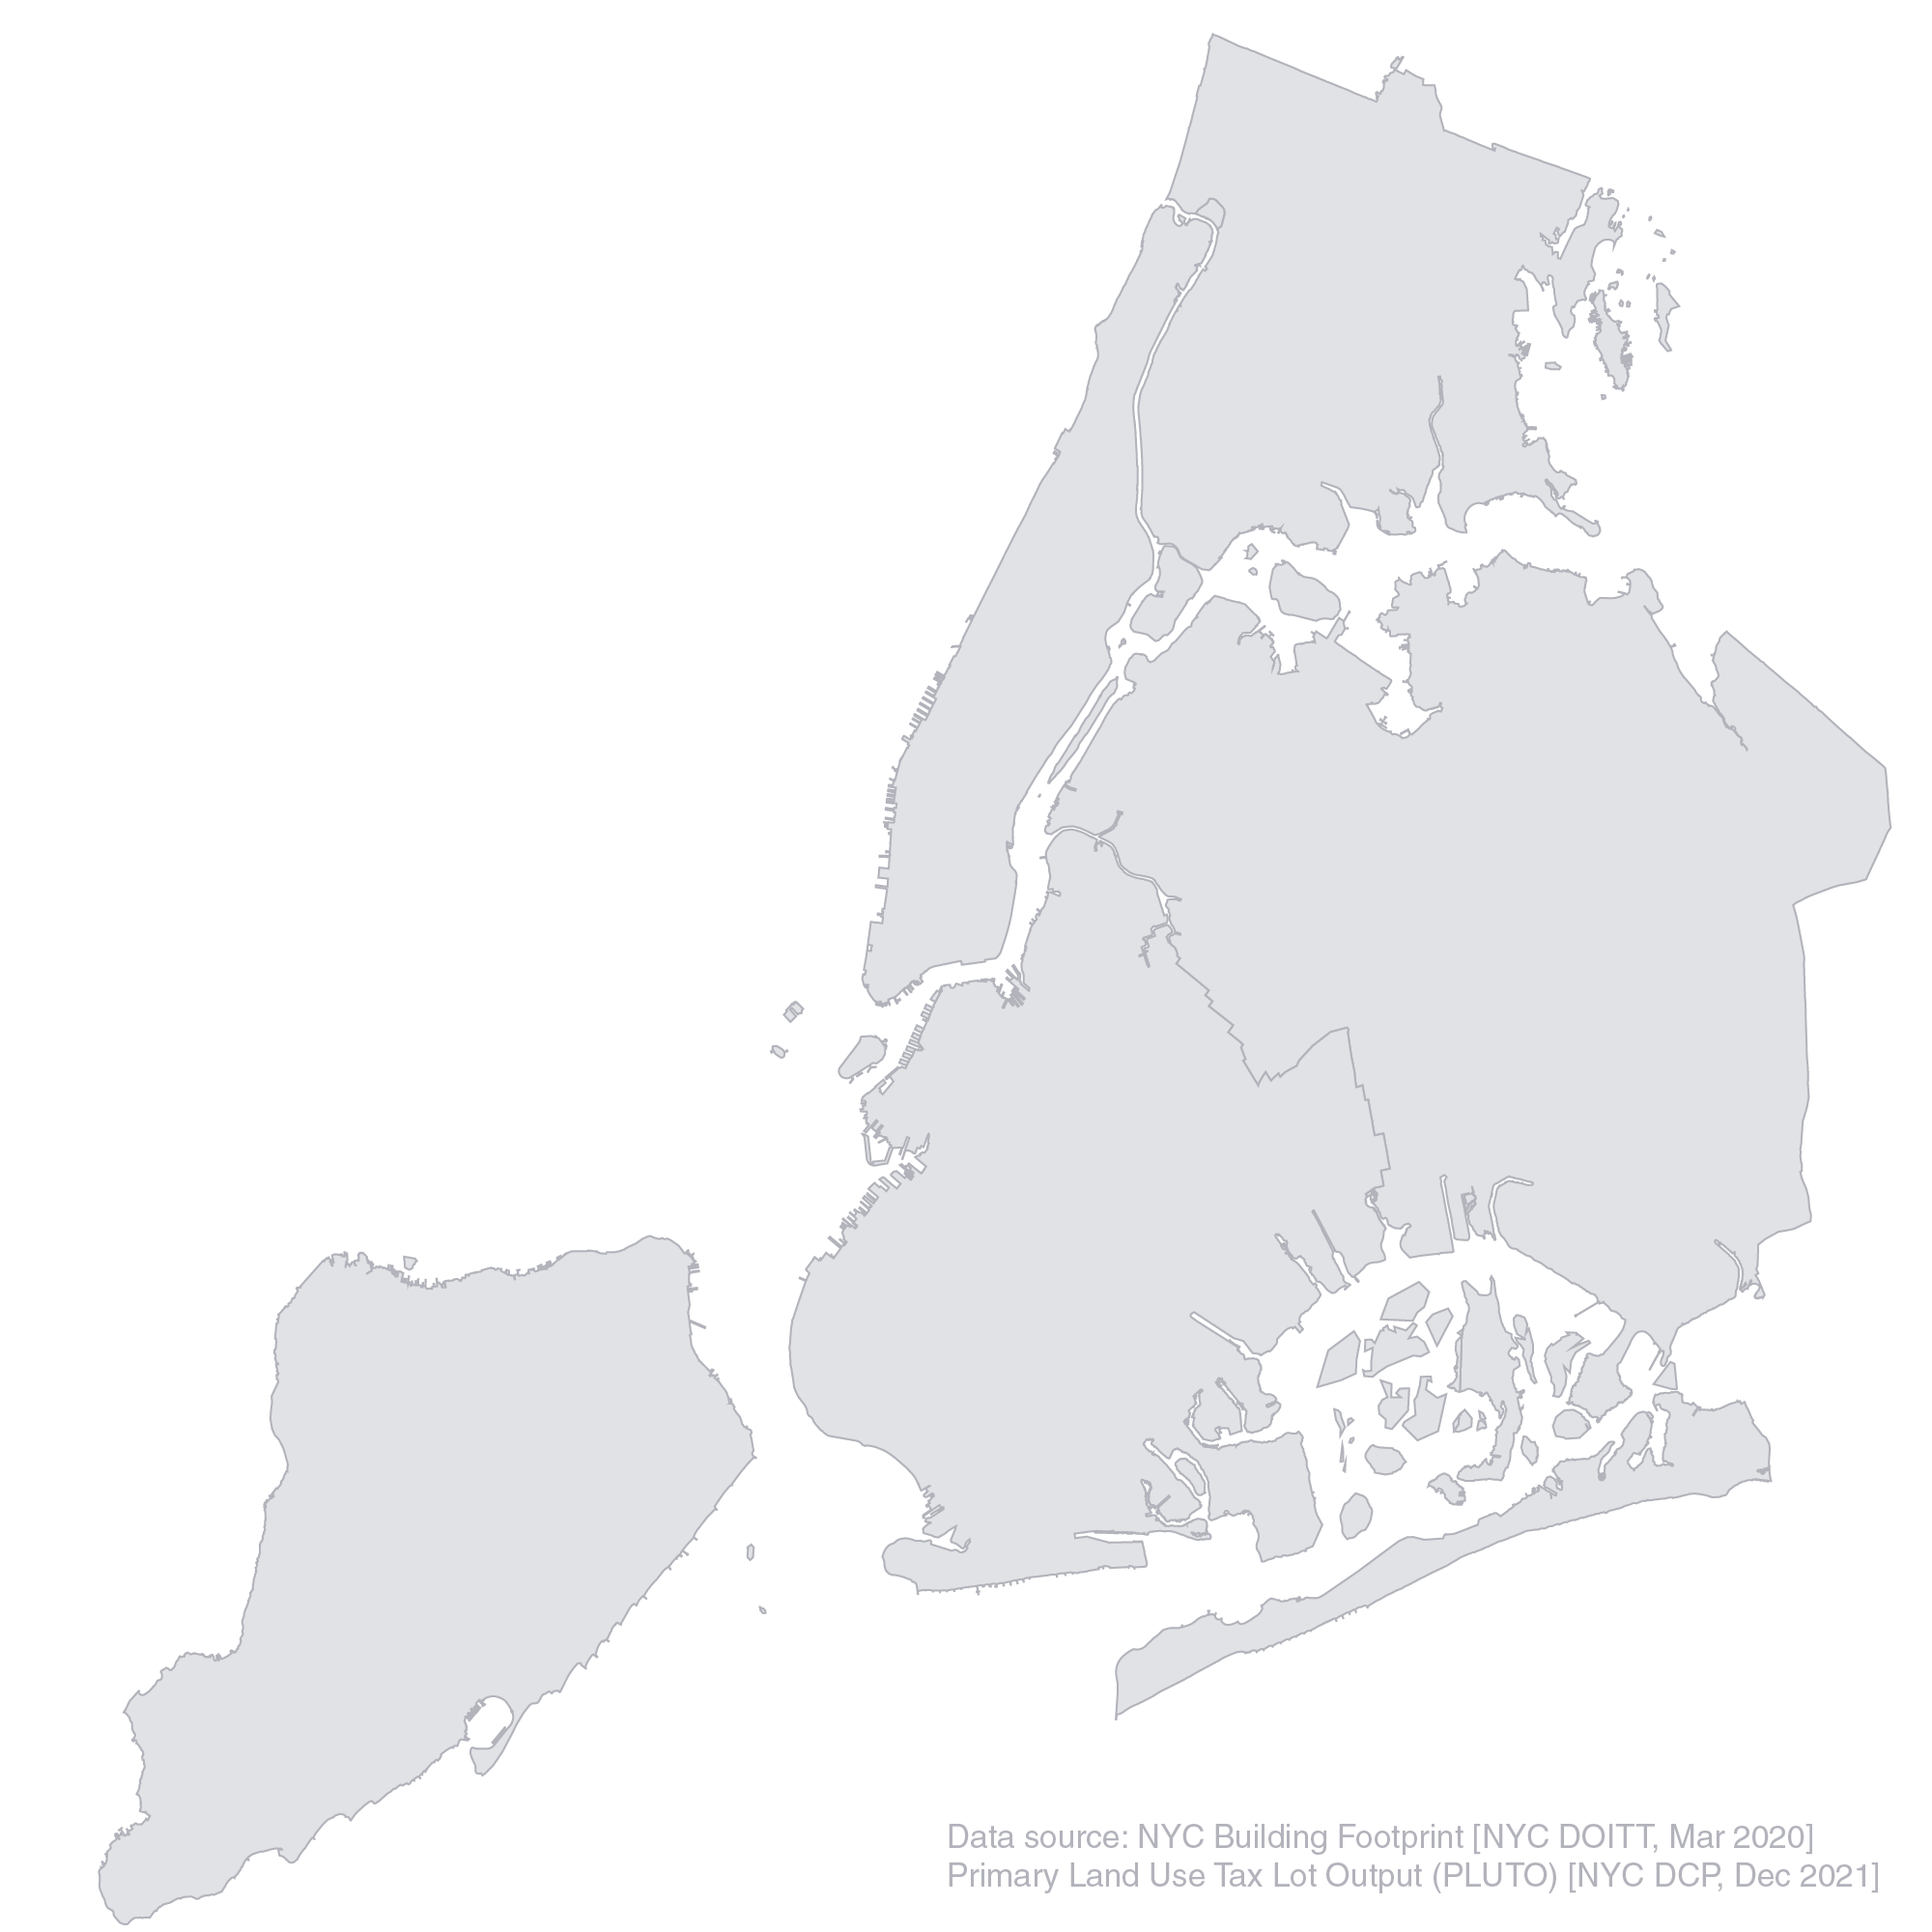 Data source: NYC Building Footprint [NYC DOITT, Mar 2020]
Primary Land Use Tax Lot Output (PLUTO) [NYC DCP, Dec 2021]